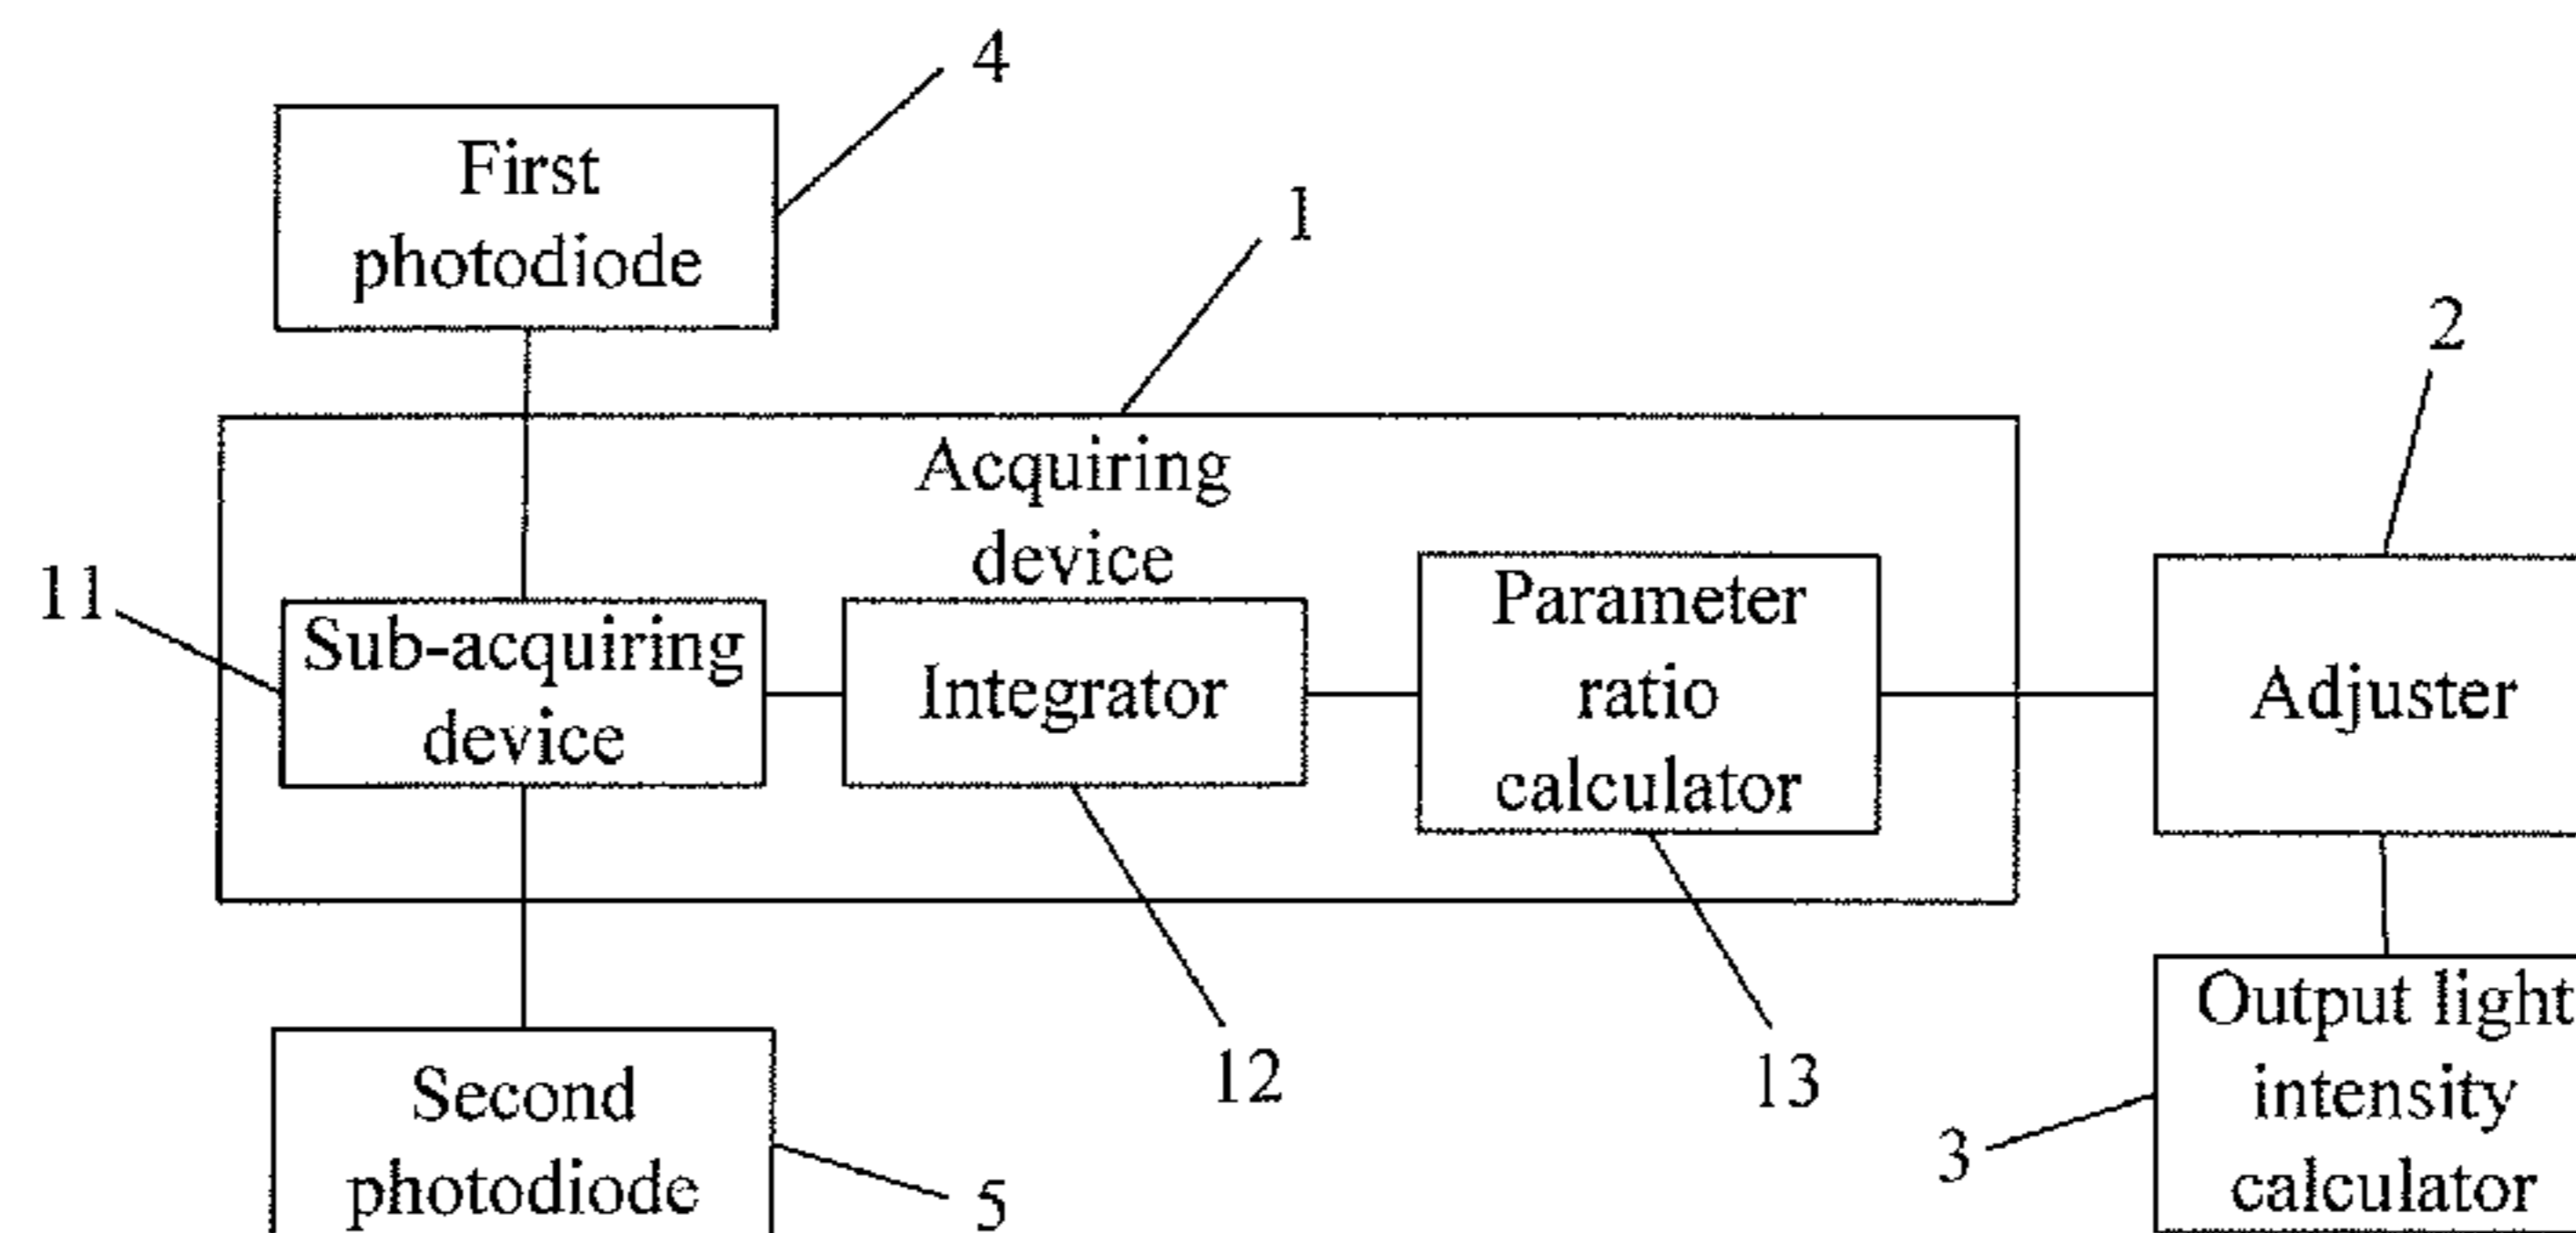 4
First
photodiode
1
2
Acquiring
device
11
Sub-acquiring
device
Integrator
Parameter
ratio
calculator
Adjuster
12
13
Second
photodiode
5
3
Output light
intensity
calculator